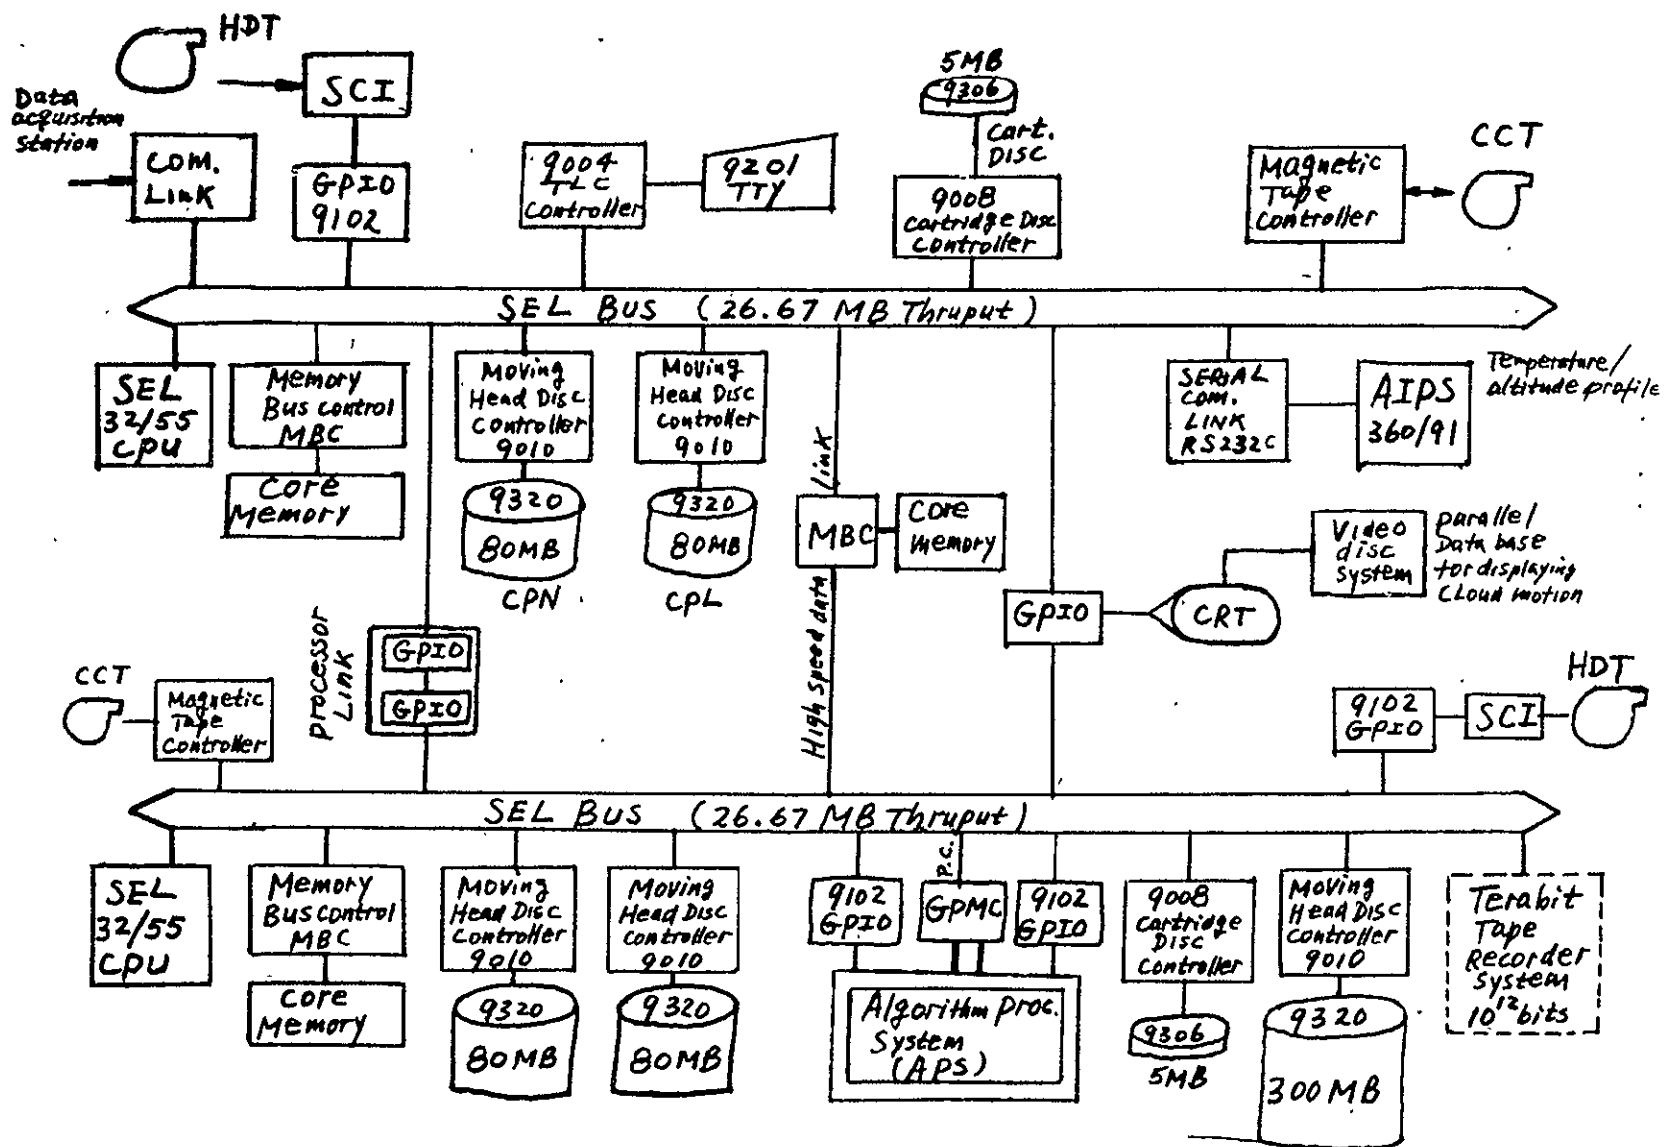 HDT
SCI
Data
acquisition
station
COM.
LINK
GPIO
9102
9004
TLC
Controller
9201
TTY
5MB
9306
Cart.
DISC
9008
Cartridge Disc
Controller
Magnetic
Tape
Controller
CCT
SEL BUS (26.67 MB Thruput)
SEL
32/55
CPU
Memory
Bus control
MBC
Core
Memory
Moving
Head Disc
Controller
9010
9320
80MB
CPN
Moving
Head Disc
Controller
9010
9320
80MB
CPL
Link
MBC
Core
Memory
High speed data
SERIAL
COM.
LINK
RS232C
AIPS
360/91
Temperature/
altitude profile
GPIO
CRT
Video
disc
system
parallel
Data base
for displaying
Cloud motion
processor
Link
GPIO
GPIO
CCT
Magnetic
Tape
Controller
9102
GPIO
SCI
HDT
SEL BUS (26.67 MB Thruput)
SEL
32/55
CPU
Memory
Bus control
MBC
Core
Memory
Moving
Head Disc
Controller
9010
9320
80MB
Moving
Head Disc
Controller
9010
9320
80MB
9102
GPIO
P.C.
GPMC
9102
GPIO
Algorithm proc.
System
(APS)
9008
Cartridge
Disc
Controller
9306
5MB
Moving
Head Disc
Controller
9010
9320
300MB
Terabit
Tape
Recorder
System
10¹² bits